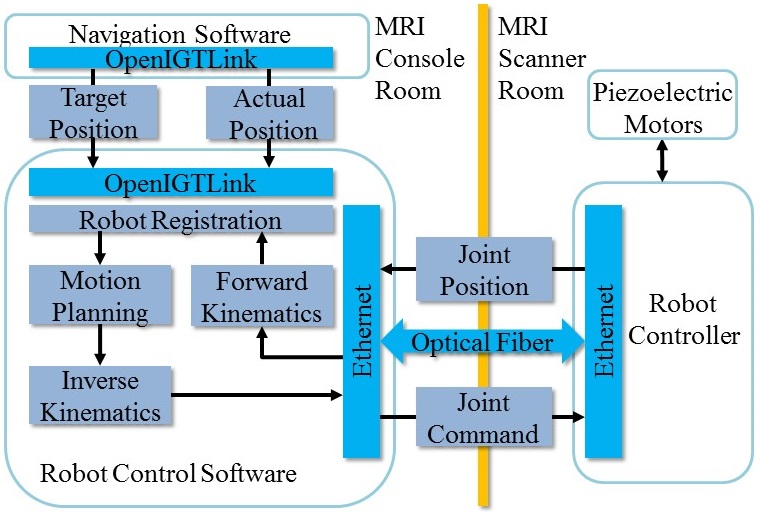 Navigation Software
OpenIGTLink
MRI
Console
Room
MRI
Scanner
Room
Target
Position
Actual
Position
Piezoelectric
Motors
OpenIGTLink
Robot Registration
Motion
Planning
Forward
Kinematics
Inverse
Kinematics
Ethernet
Joint
Position
Optical Fiber
Joint
Command
Ethernet
Robot
Controller
Robot Control Software